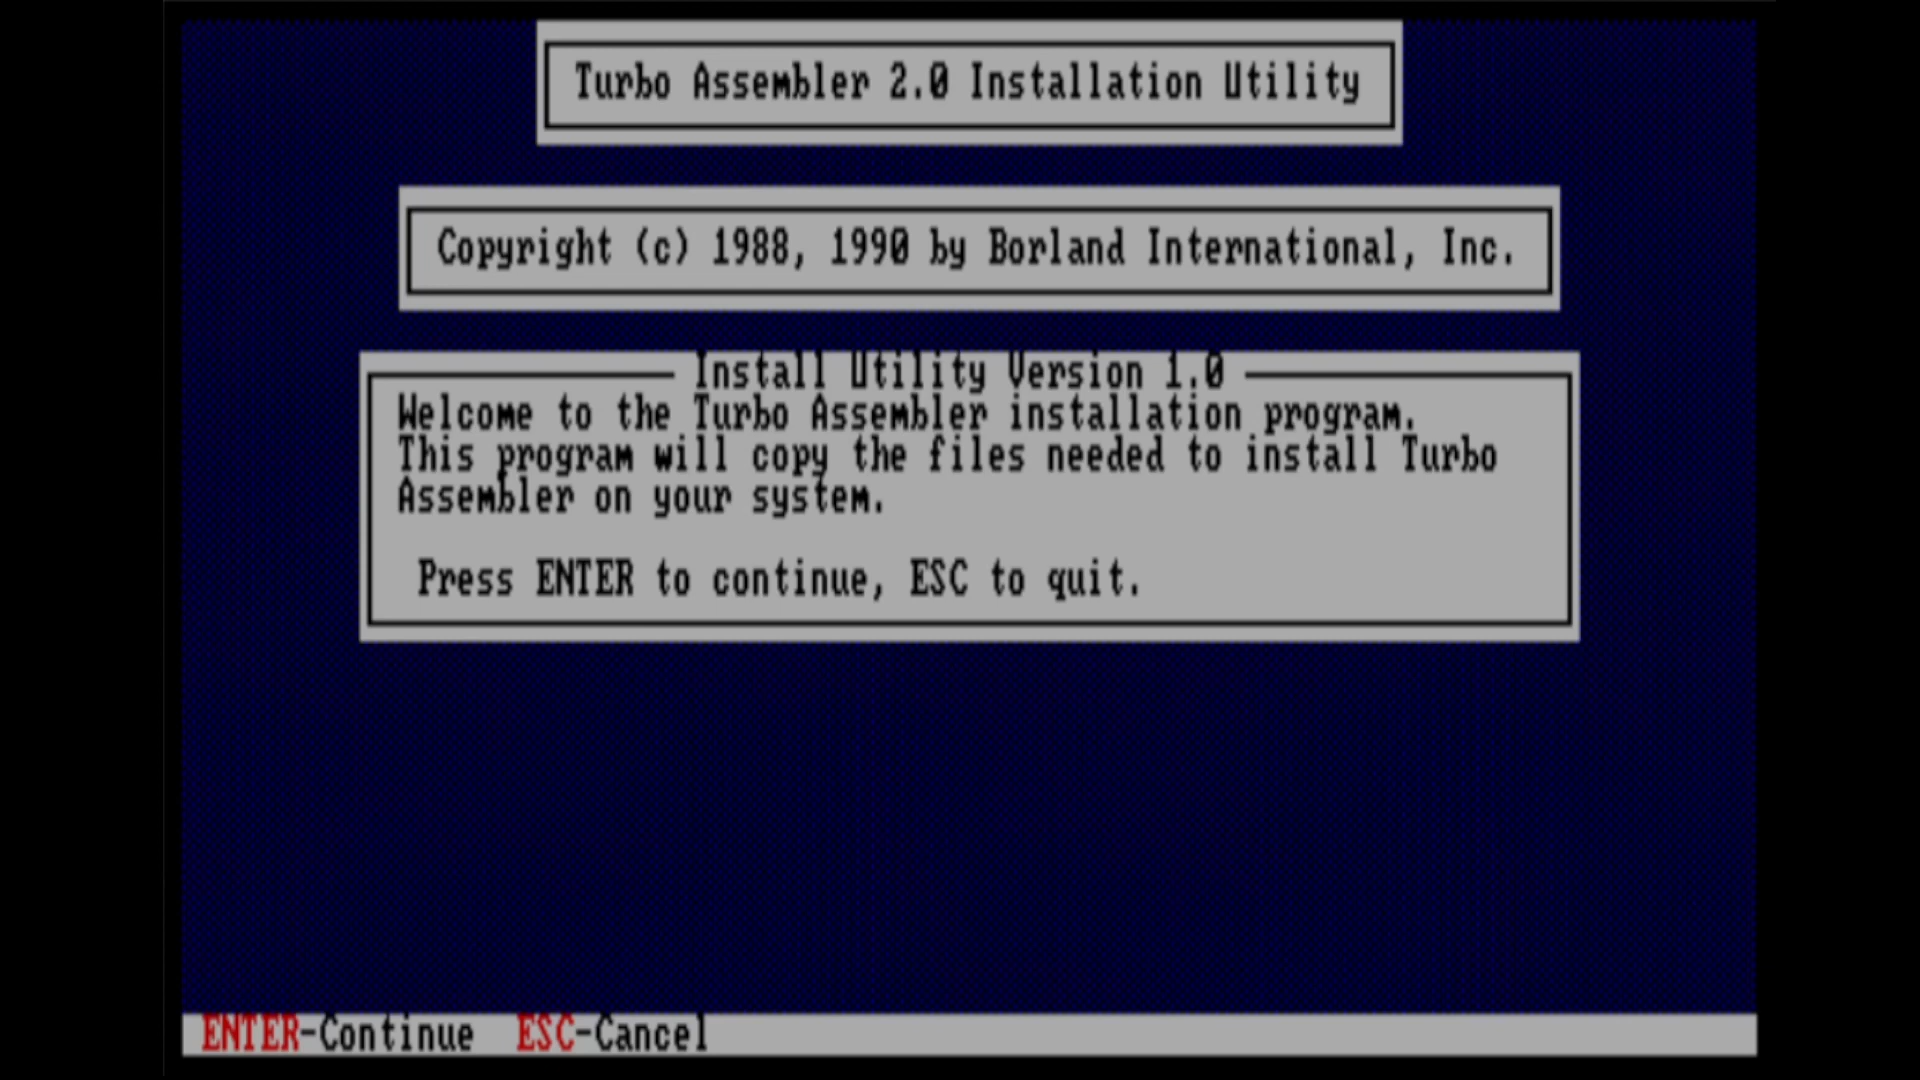 Turbo Assembler 2.0 Installation Utility
Copyright (c) 1988, 1990 by Borland International, Inc.
Install Utility Version 1.0
Welcome to the Turbo Assembler installation program.
This program will copy the files needed to install Turbo
Assembler on your system.
Press ENTER to continue, ESC to quit.
ENTER-Continue ESC-Cancel